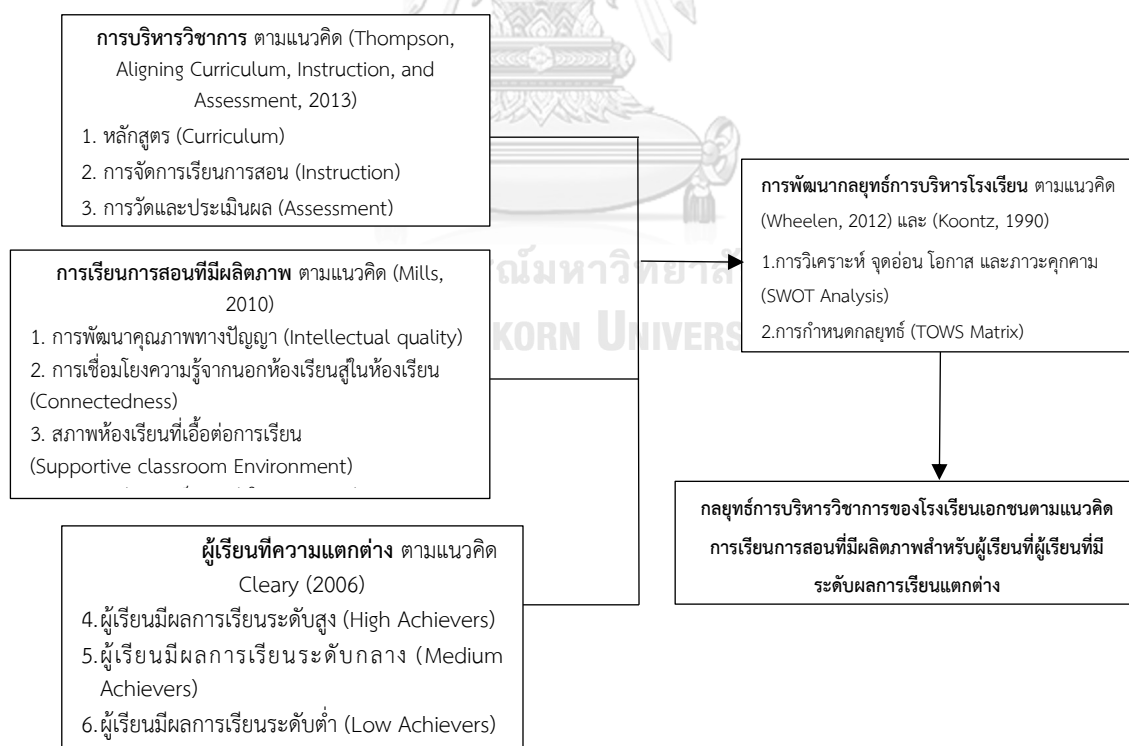 การบริหารวิชาการ ตามแนวคิด (Thompson,
Aligning Curriculum, Instruction, and
Assessment, 2013)
1. หลักสูตร (Curriculum)
2. การจัดการเรียนการสอน (Instruction)
3. การวัดและประเมินผล (Assessment)
การเรียนการสอนที่มีผลิตภาพ ตามแนวคิด (Mills,
2010)
1. การพัฒนาคุณภาพทางปัญญา (Intellectual quality)
2. การเชื่อมโยงความรู้จากนอกห้องเรียนสู่ในห้องเรียน
(Connectedness)
3. สภาพห้องเรียนที่เอื้อต่อการเรียน
(Supportive classroom Environment)
ผู้เรียนที่ความแตกต่าง ตามแนวคิด
Cleary (2006)
4.ผู้เรียนมีผลการเรียนระดับสูง (High Achievers)
5.ผู้เรียนมีผลการเรียนระดับกลาง (Medium
Achievers)
6.ผู้เรียนมีผลการเรียนระดับต่ำ (Low Achievers)
ณ์มหาวิทยาลั
KORN UNIVERS
การพัฒนากลยุทธ์การบริหารโรงเรียน ตามแนวคิด
(Wheelen, 2012) และ (Koontz, 1990)
1.การวิเคราะห์ จุดอ่อน โอกาส และภาวะคุกคาม
(SWOT Analysis)
2.การกำหนดกลยุทธ์ (TOWS Matrix)
กลยุทธ์การบริหารวิชาการของโรงเรียนเอกชนตามแนวคิด
การเรียนการสอนที่มีผลิตภาพสำหรับผู้เรียนที่ผู้เรียนที่มี
ระดับผลการเรียนแตกต่าง